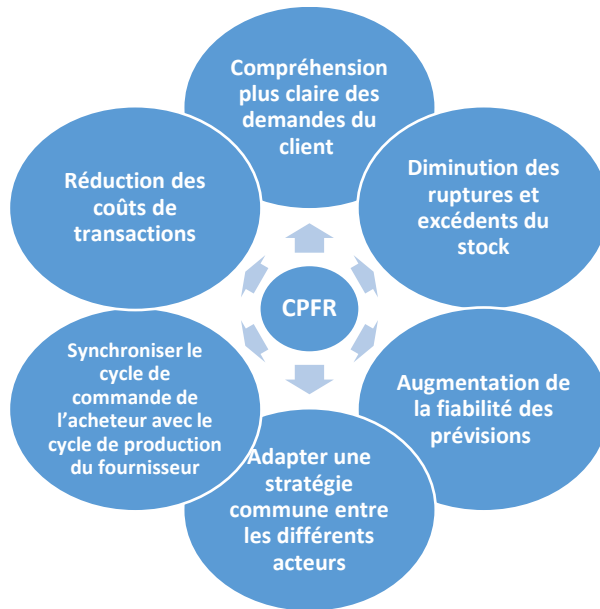 Compréhension
plus claire des
demandes du
client
Diminution des
ruptures et
excédents du
stock
Augmentation de
la fiabilité des
prévisions
Adapter une
stratégie
commune entre
les différents
acteurs
Synchroniser le
cycle de
commande de
l'acheteur avec le
cycle de production
du fournisseur
Réduction des
coûts de
transactions
CPFR